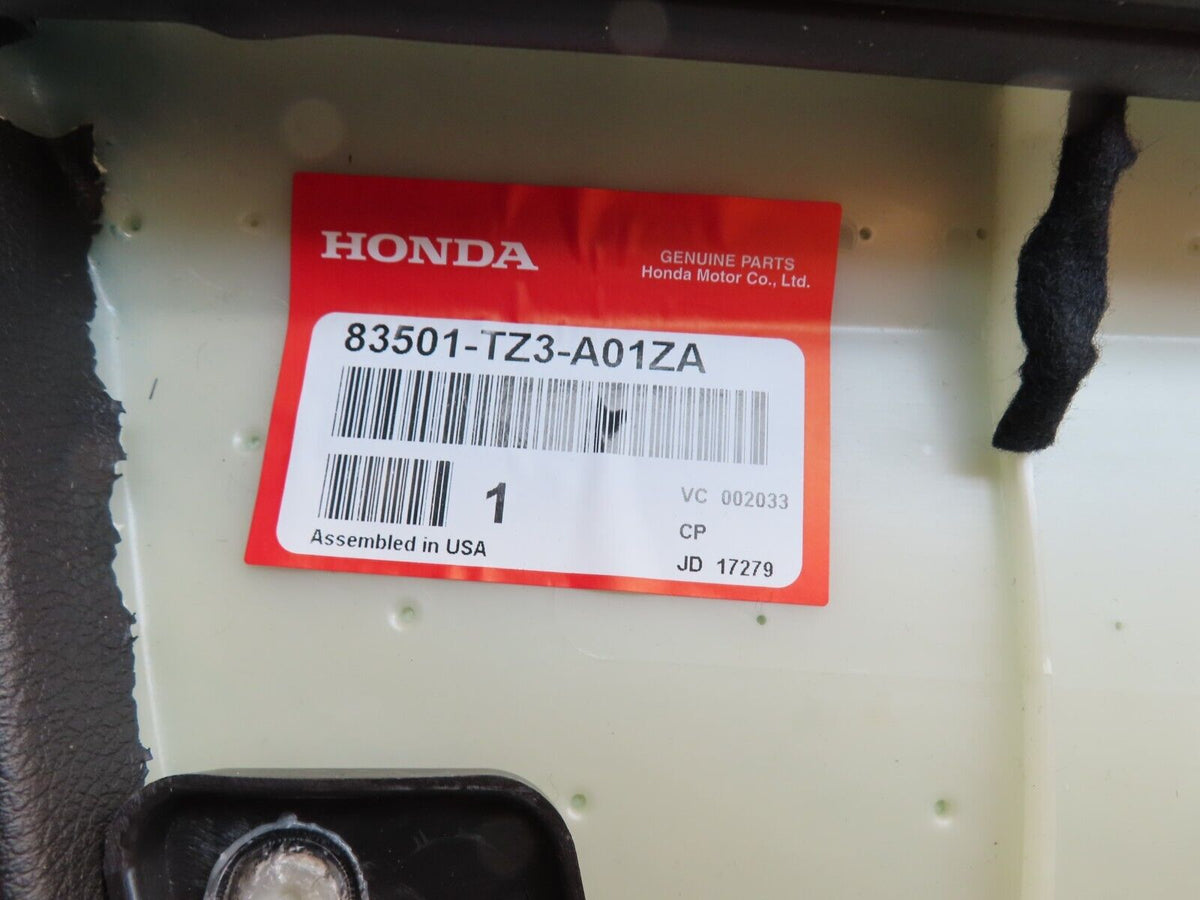 HONDA
GENUINE PARTS
Honda Motor Co., Ltd.
83501-TZ3-A01ZA
1
VC 002033
CP
Assembled in USA
JD 17279